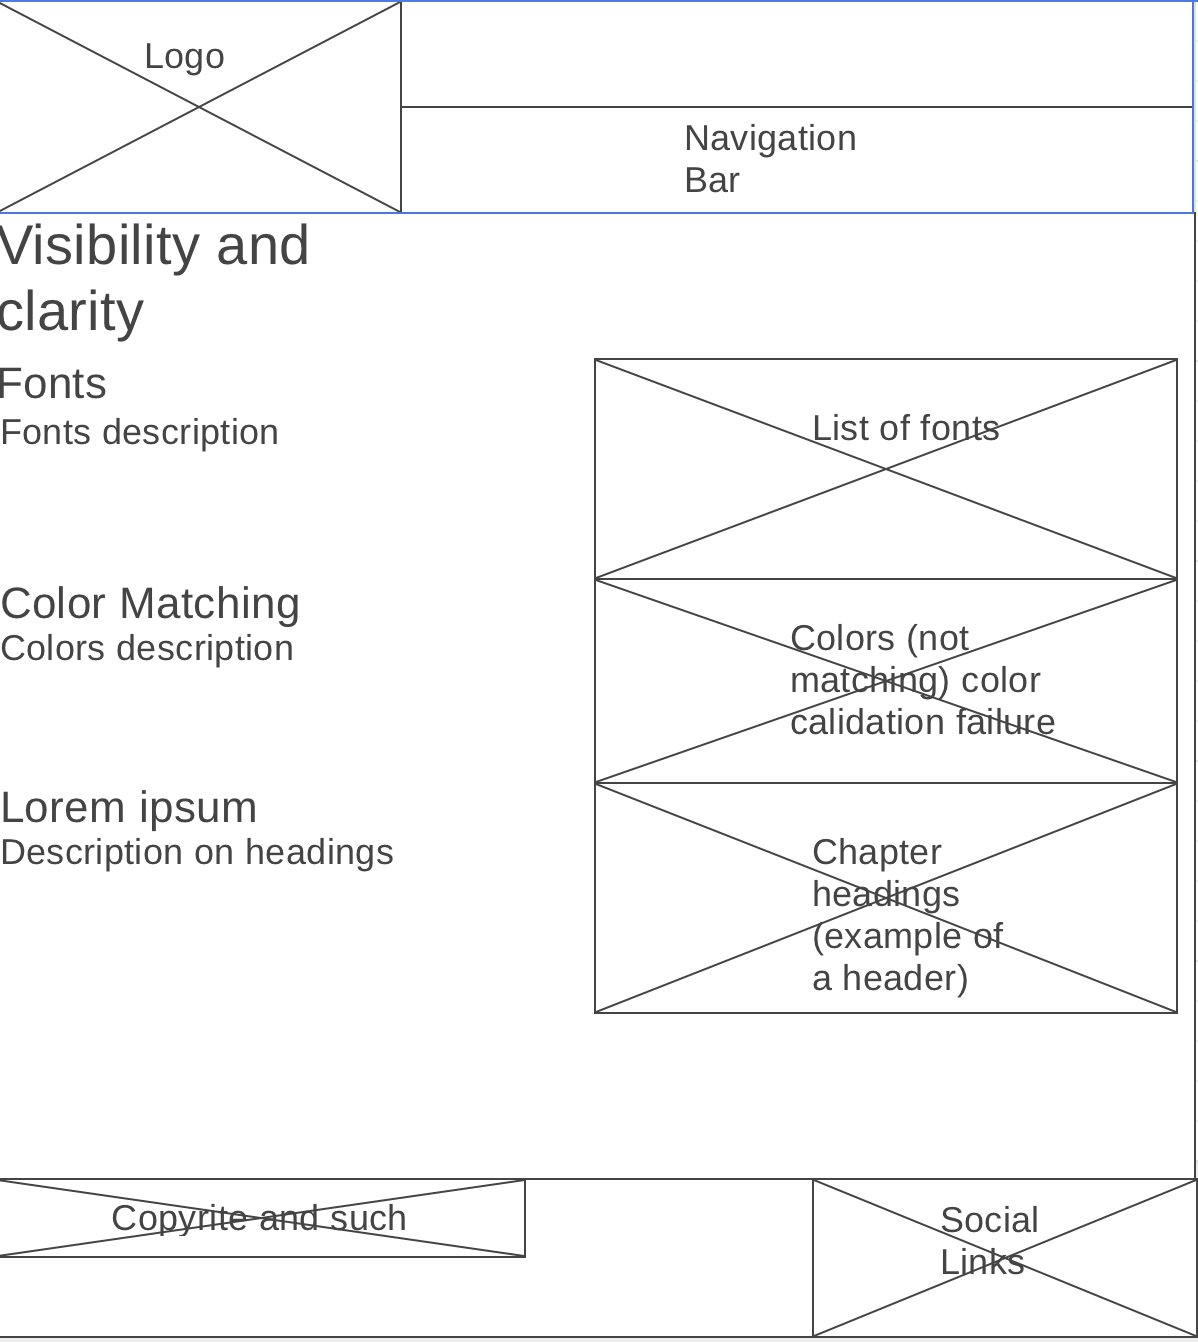 Logo
Navigation
Bar
Visibility and
clarity
Fonts
Fonts description
List of fonts
Color Matching
Colors description
Colors (not
matching) color
calidation failure
Lorem ipsum
Description on headings
Chapter
headings
(example of
a header)
Copyrite and such
Social
Links